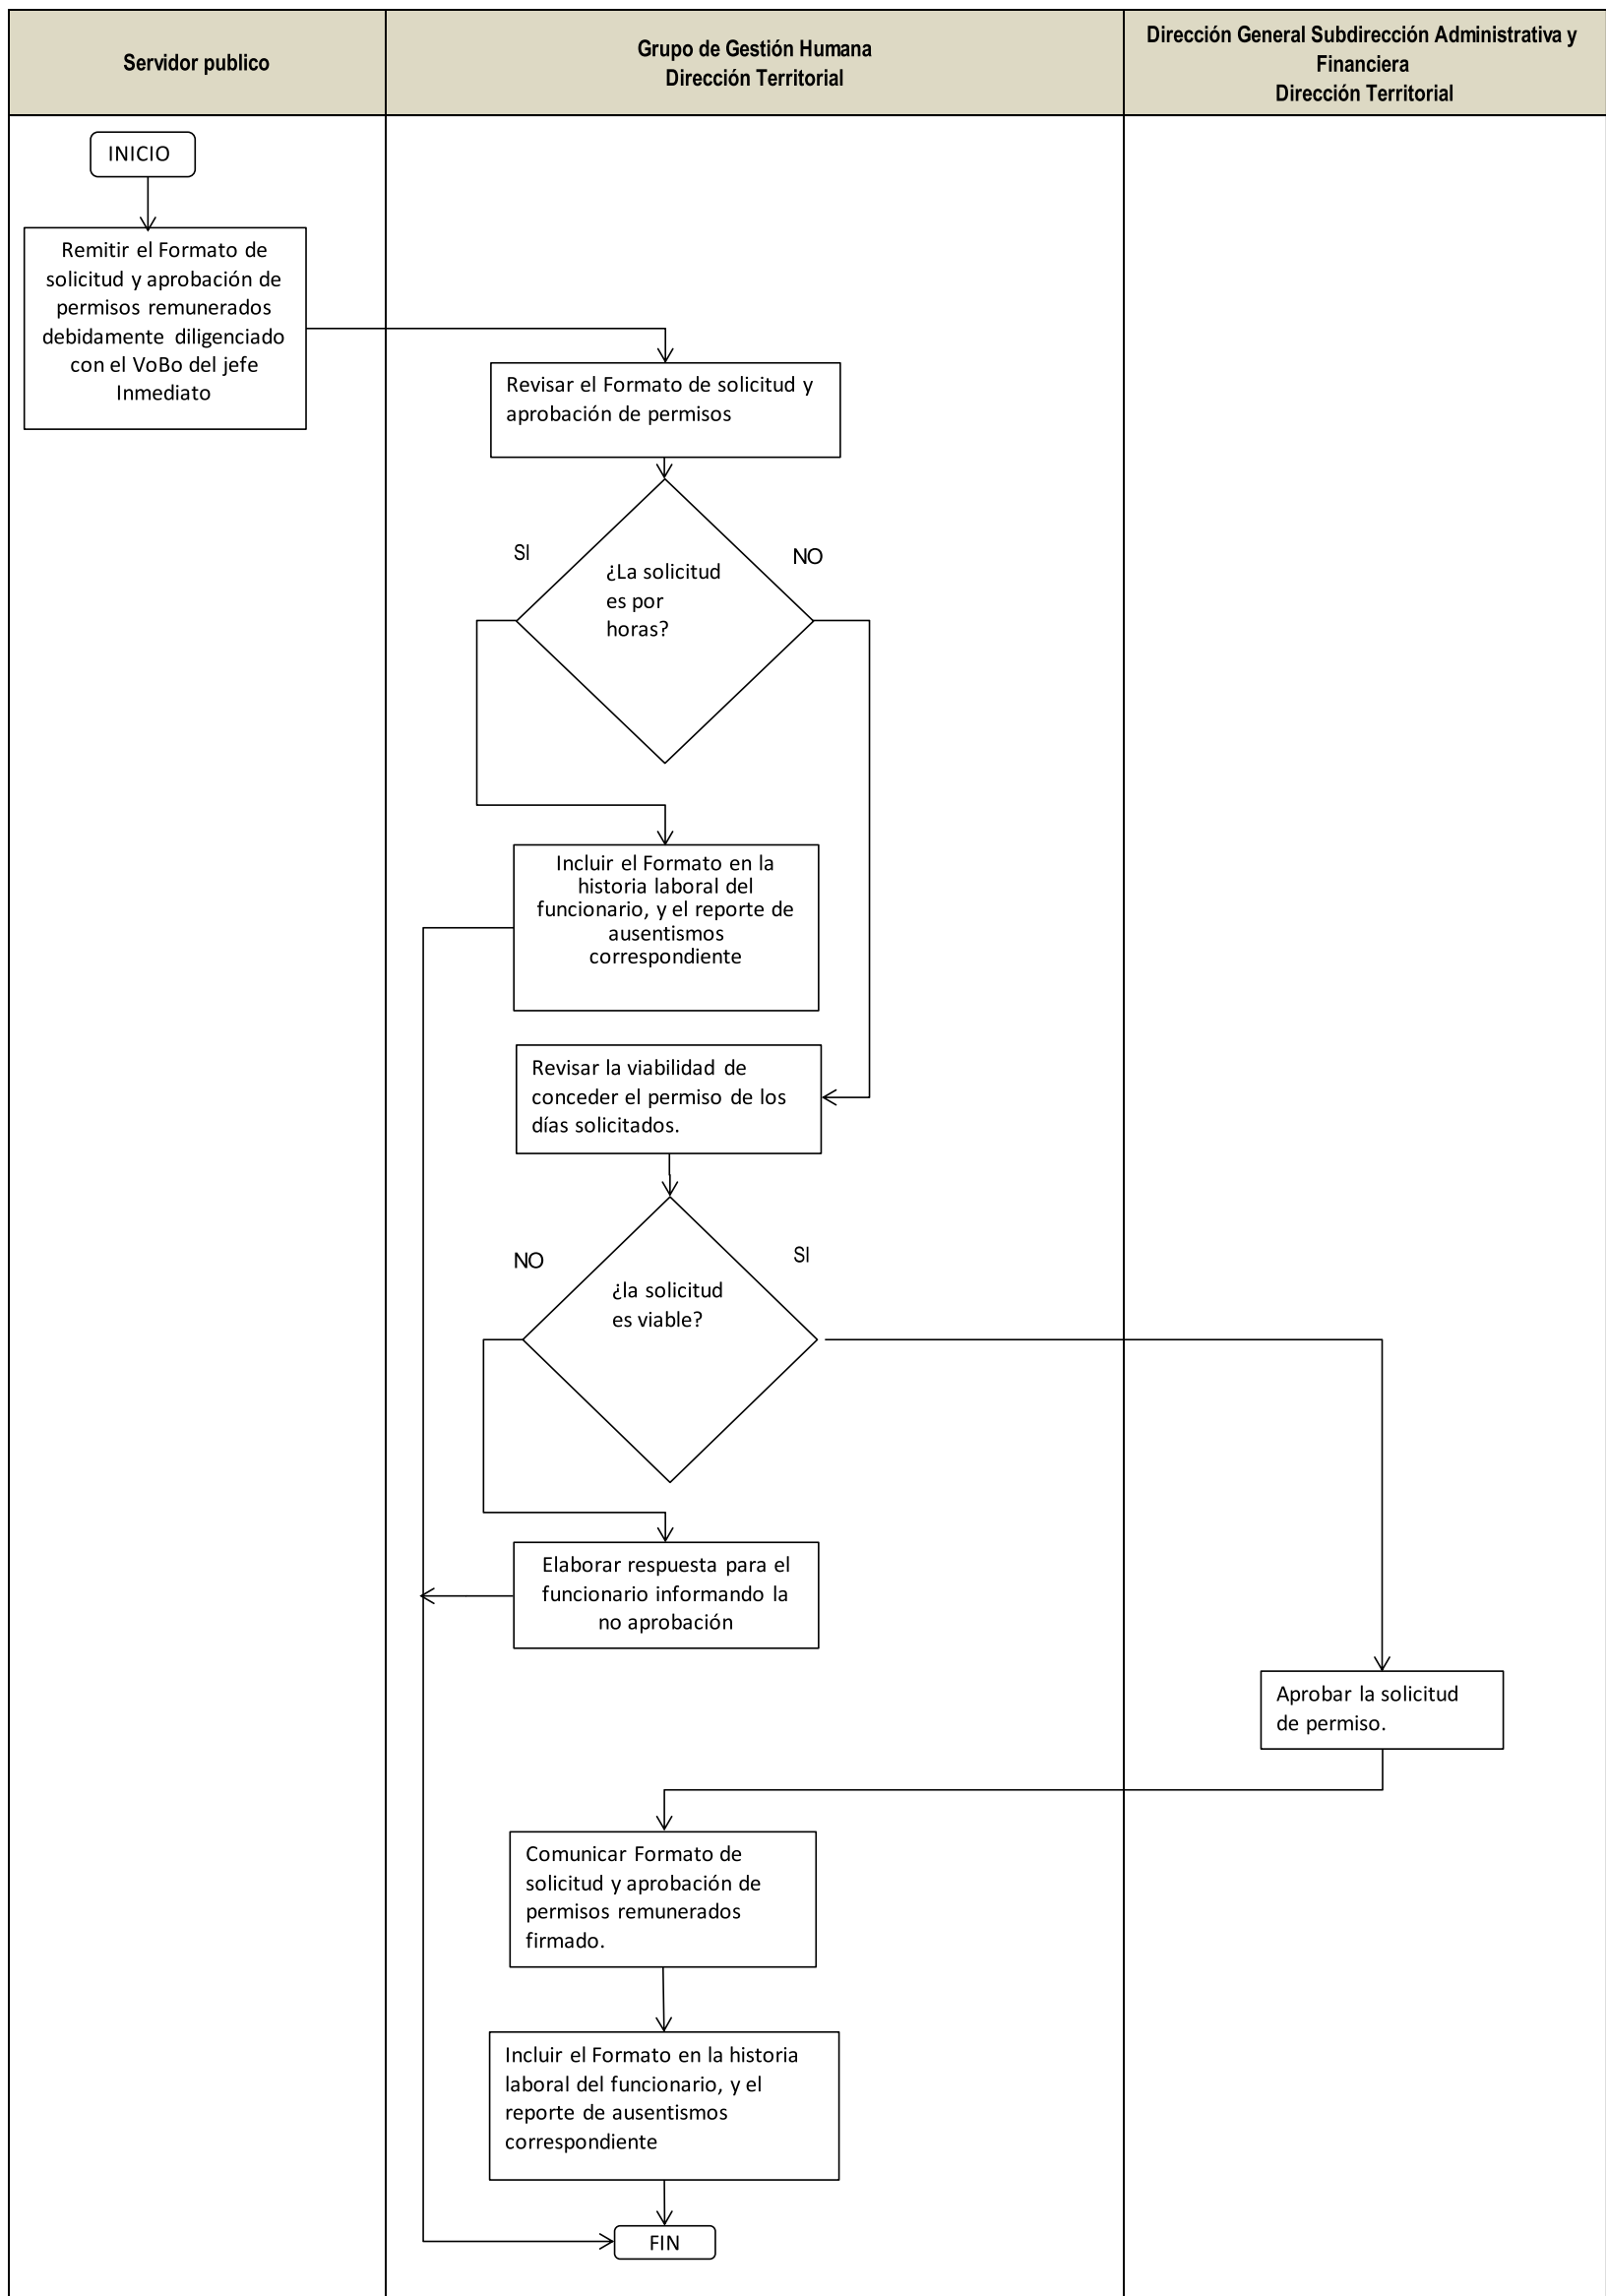 Servidor publico
Grupo de Gestión Humana
Dirección Territorial
Dirección General Subdirección Administrativa y
Financiera
Dirección Territorial
INICIO
Remitir el Formato de
solicitud y aprobación de
permisos remunerados
debidamente diligenciado
con el VoBo del jefe
Inmediato
Revisar el Formato de solicitud y
aprobación de permisos
SI
NO
¿La solicitud
es por
horas?
Incluir el Formato en la
historia laboral del
funcionario, y el reporte de
ausentismos
correspondiente
Revisar la viabilidad de
conceder el permiso de los
días solicitados.
NO
SI
¿la solicitud
es viable?
Elaborar respuesta para el
funcionario informando la
no aprobación
Aprobar la solicitud
de permiso.
Comunicar Formato de
solicitud y aprobación de
permisos remunerados
firmado.
Incluir el Formato en la historia
laboral del funcionario, y el
reporte de ausentismos
correspondiente
FIN